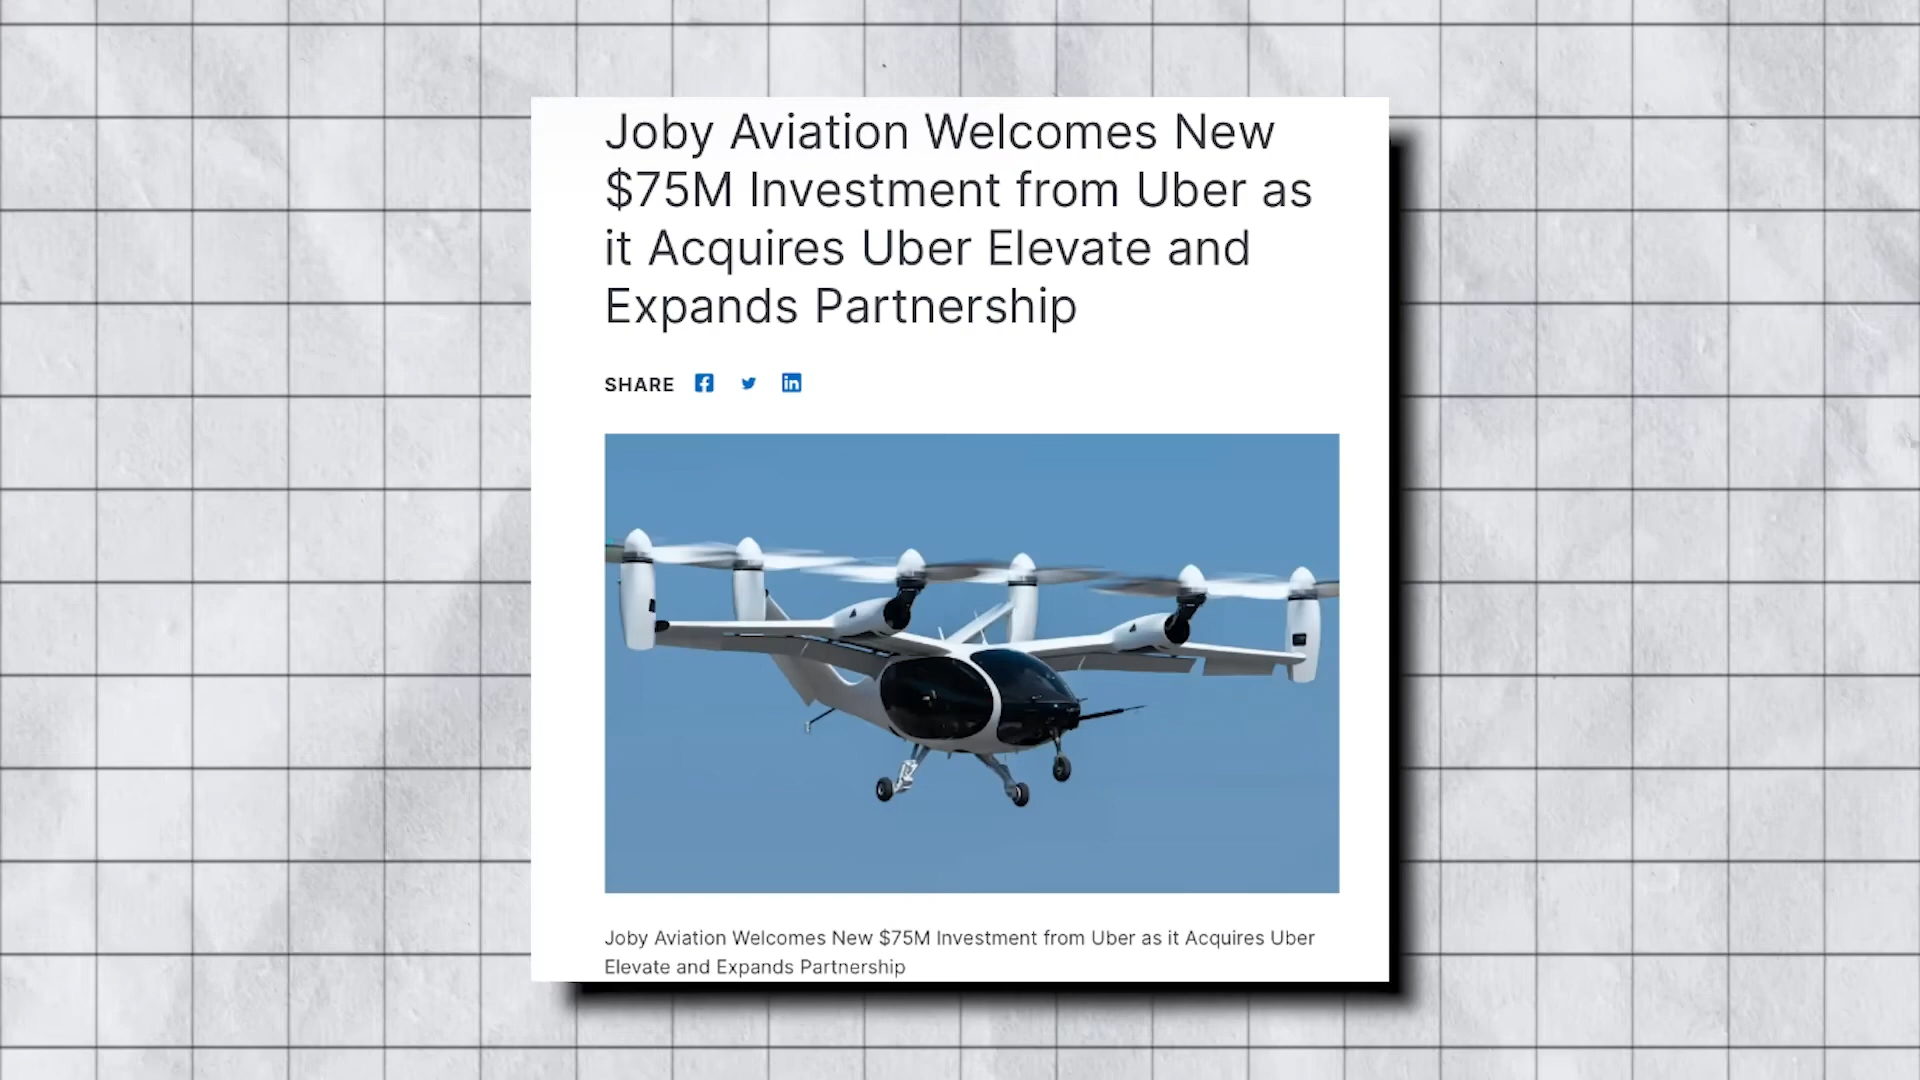 Joby Aviation Welcomes New
$75M Investment from Uber as
it Acquires Uber Elevate and
Expands Partnership
SHARE
Joby Aviation Welcomes New $75M Investment from Uber as it Acquires Uber
Elevate and Expands Partnership